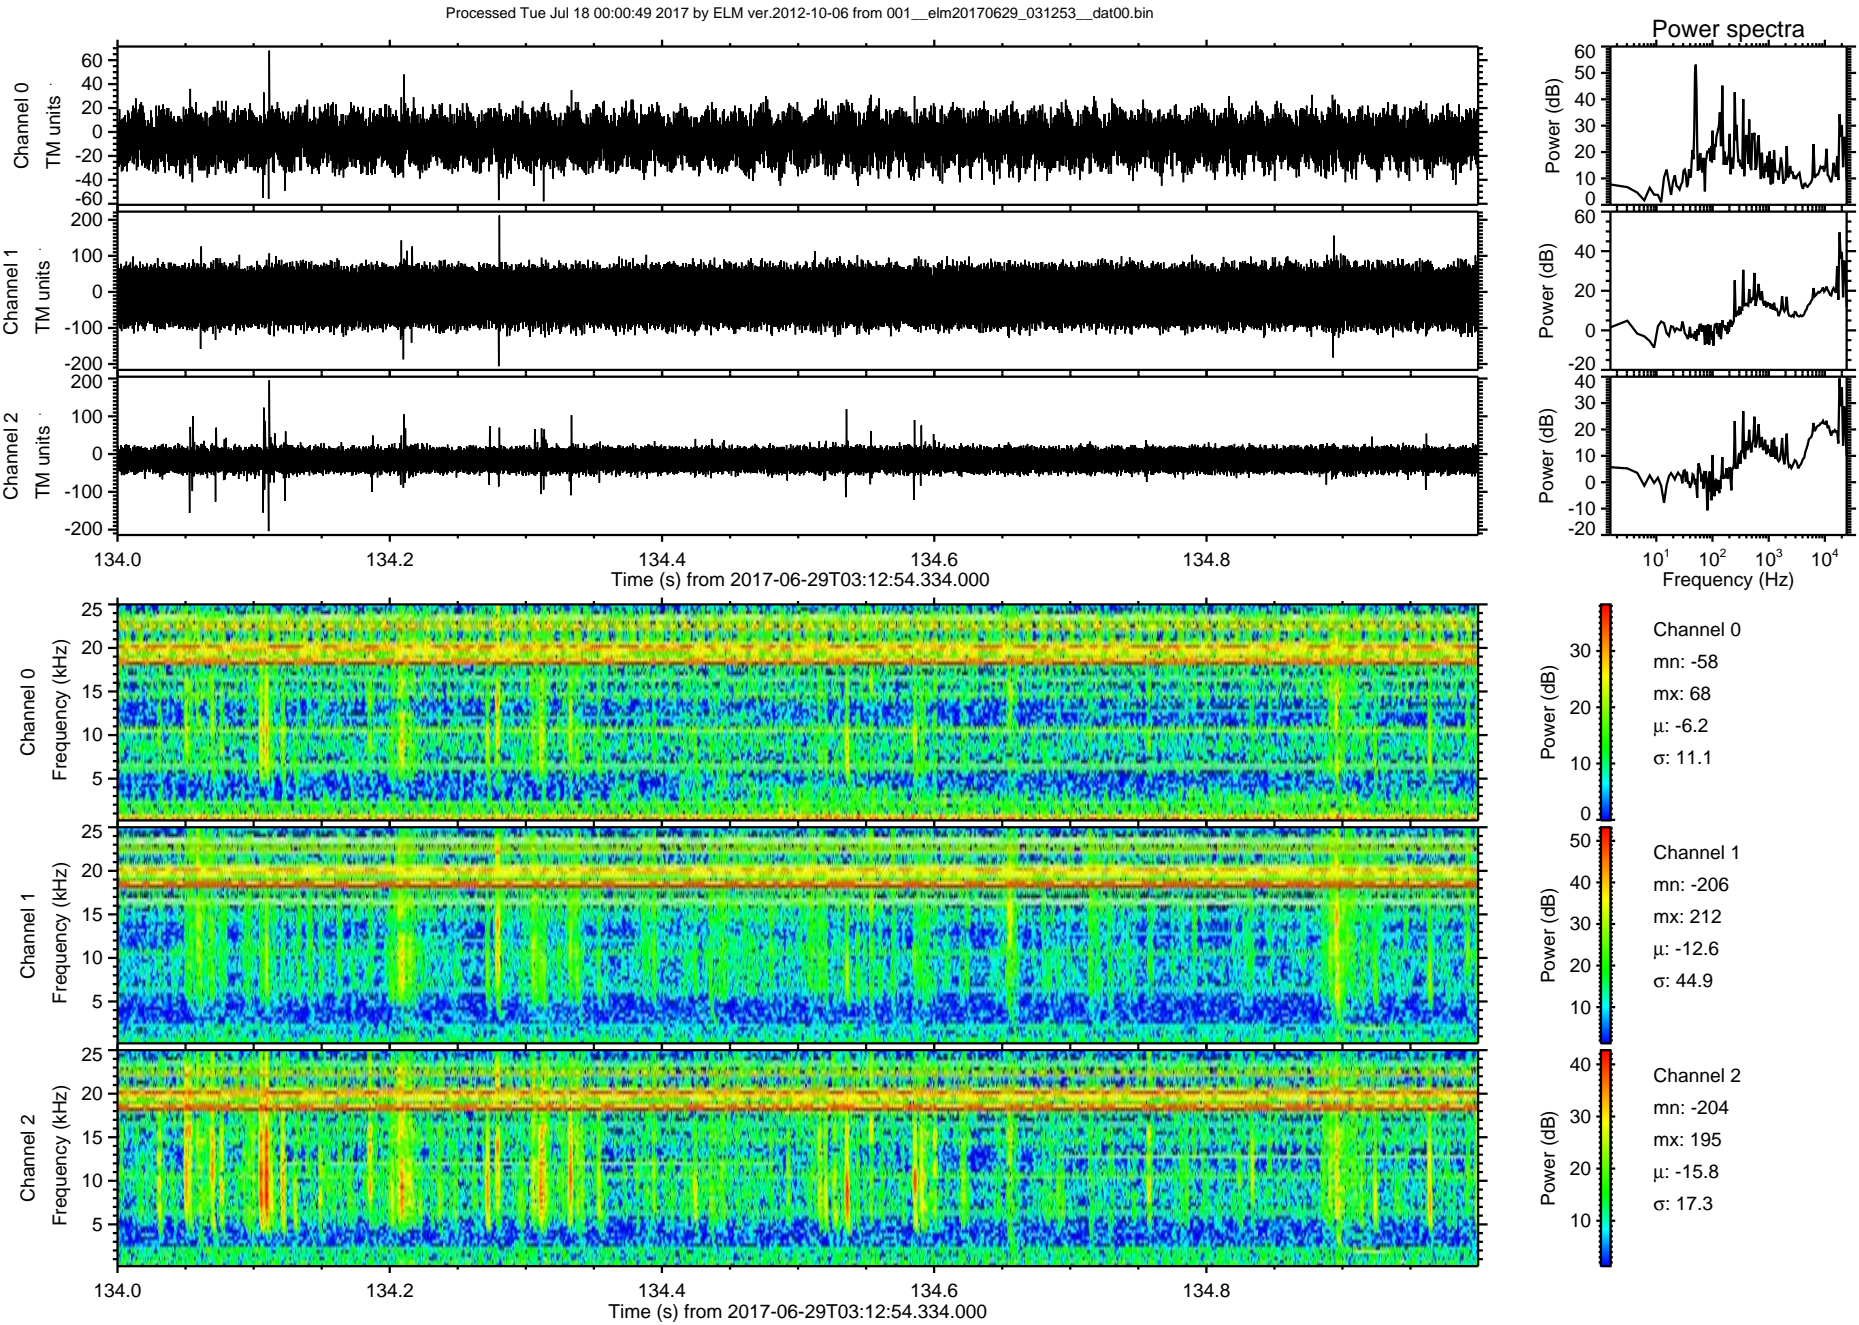 Processed Tue Jul 18 00:00:49 2017 by ELM ver.2012-10-06 from 001__elm20170629_031253__dat00.bin
Power spectra
Channel 0
TM units
60
40
20
0
-20
-40
-60
Power (dB)
60
50
40
30
20
10
0
Channel 1
TM units
200
100
0
-100
-200
Power (dB)
60
40
20
0
-20
Channel 2
TM units
200
100
0
-100
-200
Power (dB)
40
30
20
10
0
-10
-20
134.0 134.2 134.4 134.6 134.8
Time (s) from 2017-06-29T03:12:54.334.000
10¹ 10² 10³ 10⁴
Frequency (Hz)
Channel 0
Frequency (kHz)
25
20
15
10
5
Power (dB)
30
20
10
0
Channel 0
mn: -58
mx: 68
µ: -6.2
σ: 11.1
Channel 1
Frequency (kHz)
25
20
15
10
5
Power (dB)
50
40
30
20
10
Channel 1
mn: -206
mx: 212
µ: -12.6
σ: 44.9
Channel 2
Frequency (kHz)
25
20
15
10
5
Power (dB)
40
30
20
10
Channel 2
mn: -204
mx: 195
µ: -15.8
σ: 17.3
134.0 134.2 134.4 134.6 134.8
Time (s) from 2017-06-29T03:12:54.334.000